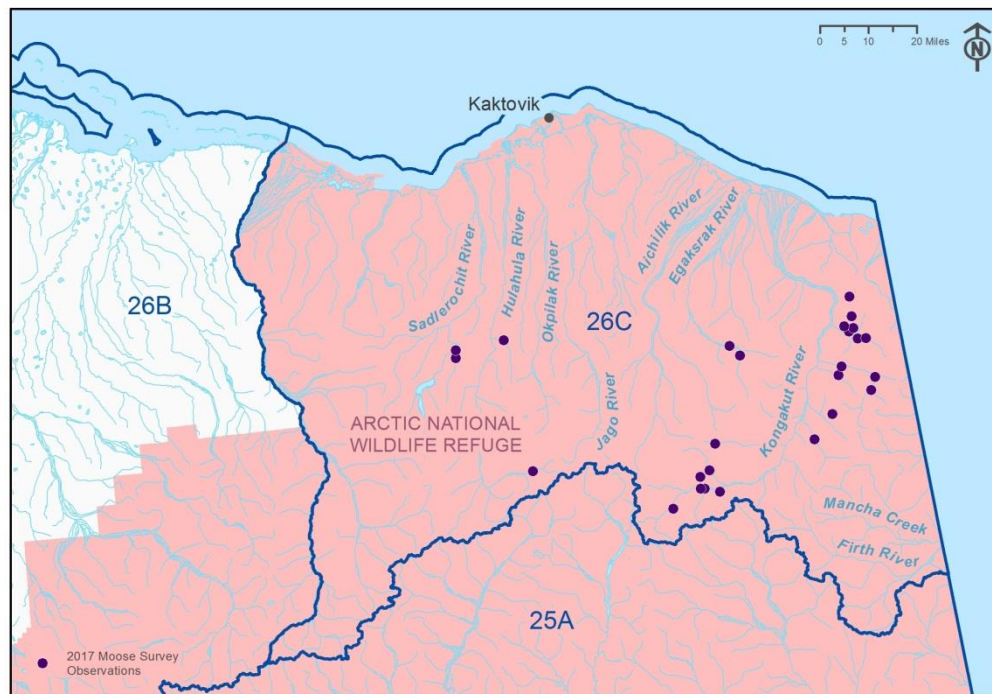 0 5 10 20 Miles
N
Kaktovik
Sadlerochit River
Hulahula River
Okpilak River
Aichilik River
Egaksrak River
26B
26C
Jago River
Kongakut River
ARCTIC NATIONAL
WILDLIFE REFUGE
Mancha Creek
Firth River
25A
2017 Moose Survey
Observations